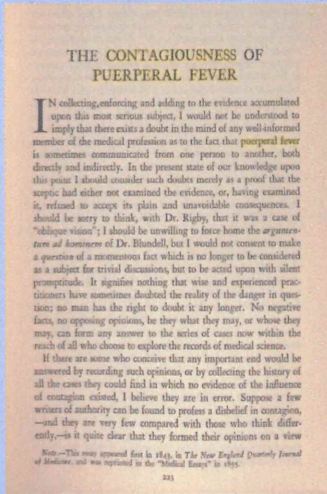 THE CONTAGIOUSNESS OF
PUERPERAL FEVER
IN collecting, enforcing and adding to the evidence accumulated
upon this most serious subject, I would not be understood to
imply that there exists a doubt in the mind of any well-informed
member of the medical profession as to the fact that puerperal fever
is sometimes communicated from one person to another, both
directly and indirectly. In the present state of our knowledge upon
this point I should consider such doubts merely as a proof that the
sceptic had either not examined the evidence, or, having examined
it, refused to accept its plain and unavoidable consequences. I
should be sorry to think, with Dr. Rigby, that it was a case of
"oblique vision"; I should be unwilling to force home the argumen-
tum ad hominem of Dr. Blundell, but I would not consent to make
a question of a momentous fact which is no longer to be considered
as a subject for trivial discussions, but to be acted upon with silent
promptitude. It signifies nothing that wise and experienced prac-
titioners have sometimes doubted the reality of the danger in ques-
tion; no man has the right to doubt it any longer. No negative
facts, no opposing opinions, be they what they may, or whose they
may, can form any answer to the series of cases now within the
reach of all who choose to explore the records of medical science.
If there are some who conceive that any important end would be
answered by recording such opinions, or by collecting the history of
all the cases they could find in which no evidence of the influence
of contagion existed, I believe they are in error. Suppose a few
writers of authority can be found to profess a disbelief in contagion,
—and they are very few compared with those who think differ-
ently,—is it quite clear that they formed their opinions on a view
Note.—This essay appeared first in 1843, in The New England Quarterly Journal
of Medicine, and was reprinted in the "Medical Essays" in 1855.
223